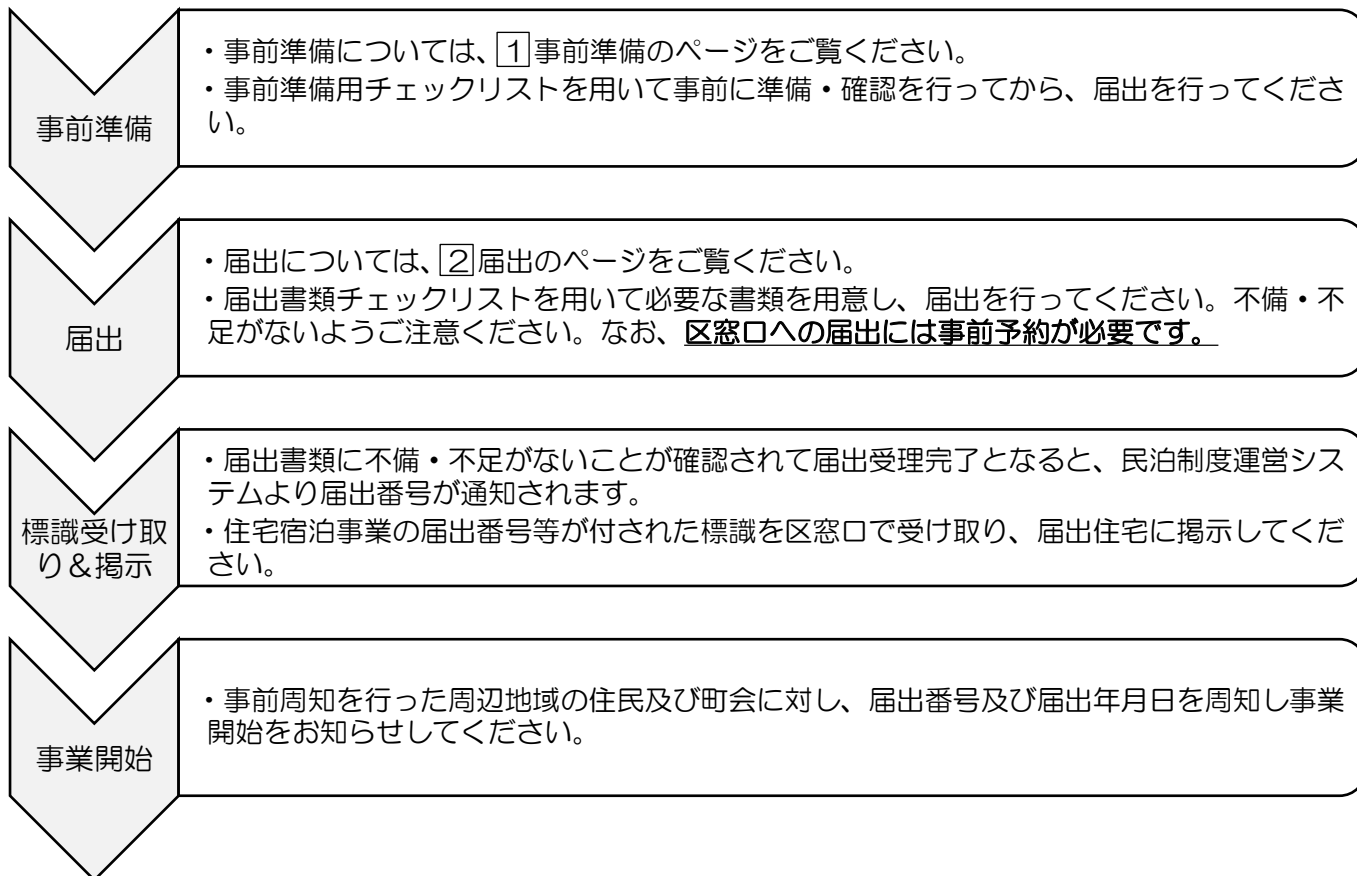 事前準備
・事前準備については、1事前準備のページをご覧ください。
・事前準備用チェックリストを用いて事前に準備・確認を行ってから、届出を行ってくださ
い。
届出
・届出については、2届出のページをご覧ください。
・届出書類チェックリストを用いて必要な書類を用意し、届出を行ってください。不備・不
足がないようご注意ください。なお、区窓口への届出には事前予約が必要です。
標識受け取
り&掲示
・届出書類に不備・不足がないことが確認されて届出受理完了となると、民泊制度運営シス
テムより届出番号が通知されます。
・住宅宿泊事業の届出番号等が付された標識を区窓口で受け取り、届出住宅に掲示してくだ
さい。
事業開始
・事前周知を行った周辺地域の住民及び町会に対し、届出番号及び届出年月日を周知し事業
開始をお知らせしてください。